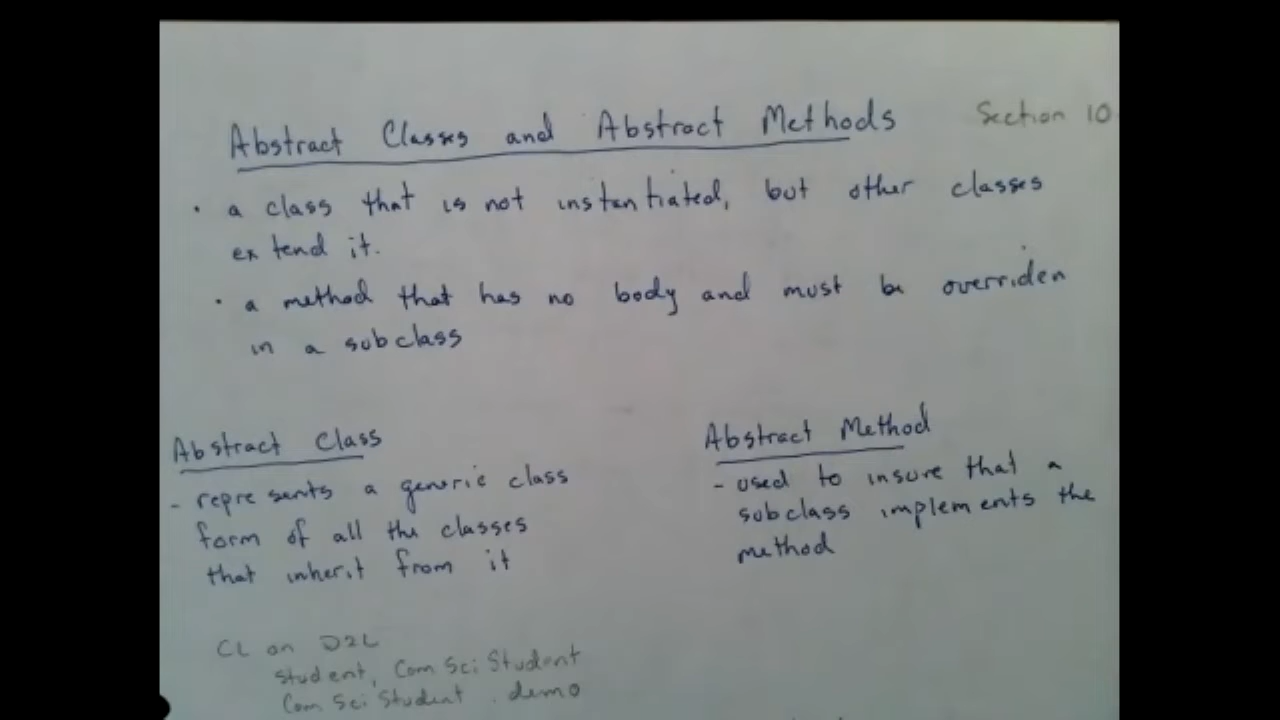 Abstract Classes and Abstract Methods Section 10
• a class that is not instantiated, but other classes
extend it.
• a method that has no body and must be overriden
in a subclass
Abstract Class
- represents a generic class
form of all the classes
that inherit from it
Abstract Method
- used to insure that a
subclass implements the
method
CL on D2L
Student, Com Sci Student
Com Sci Student . demo